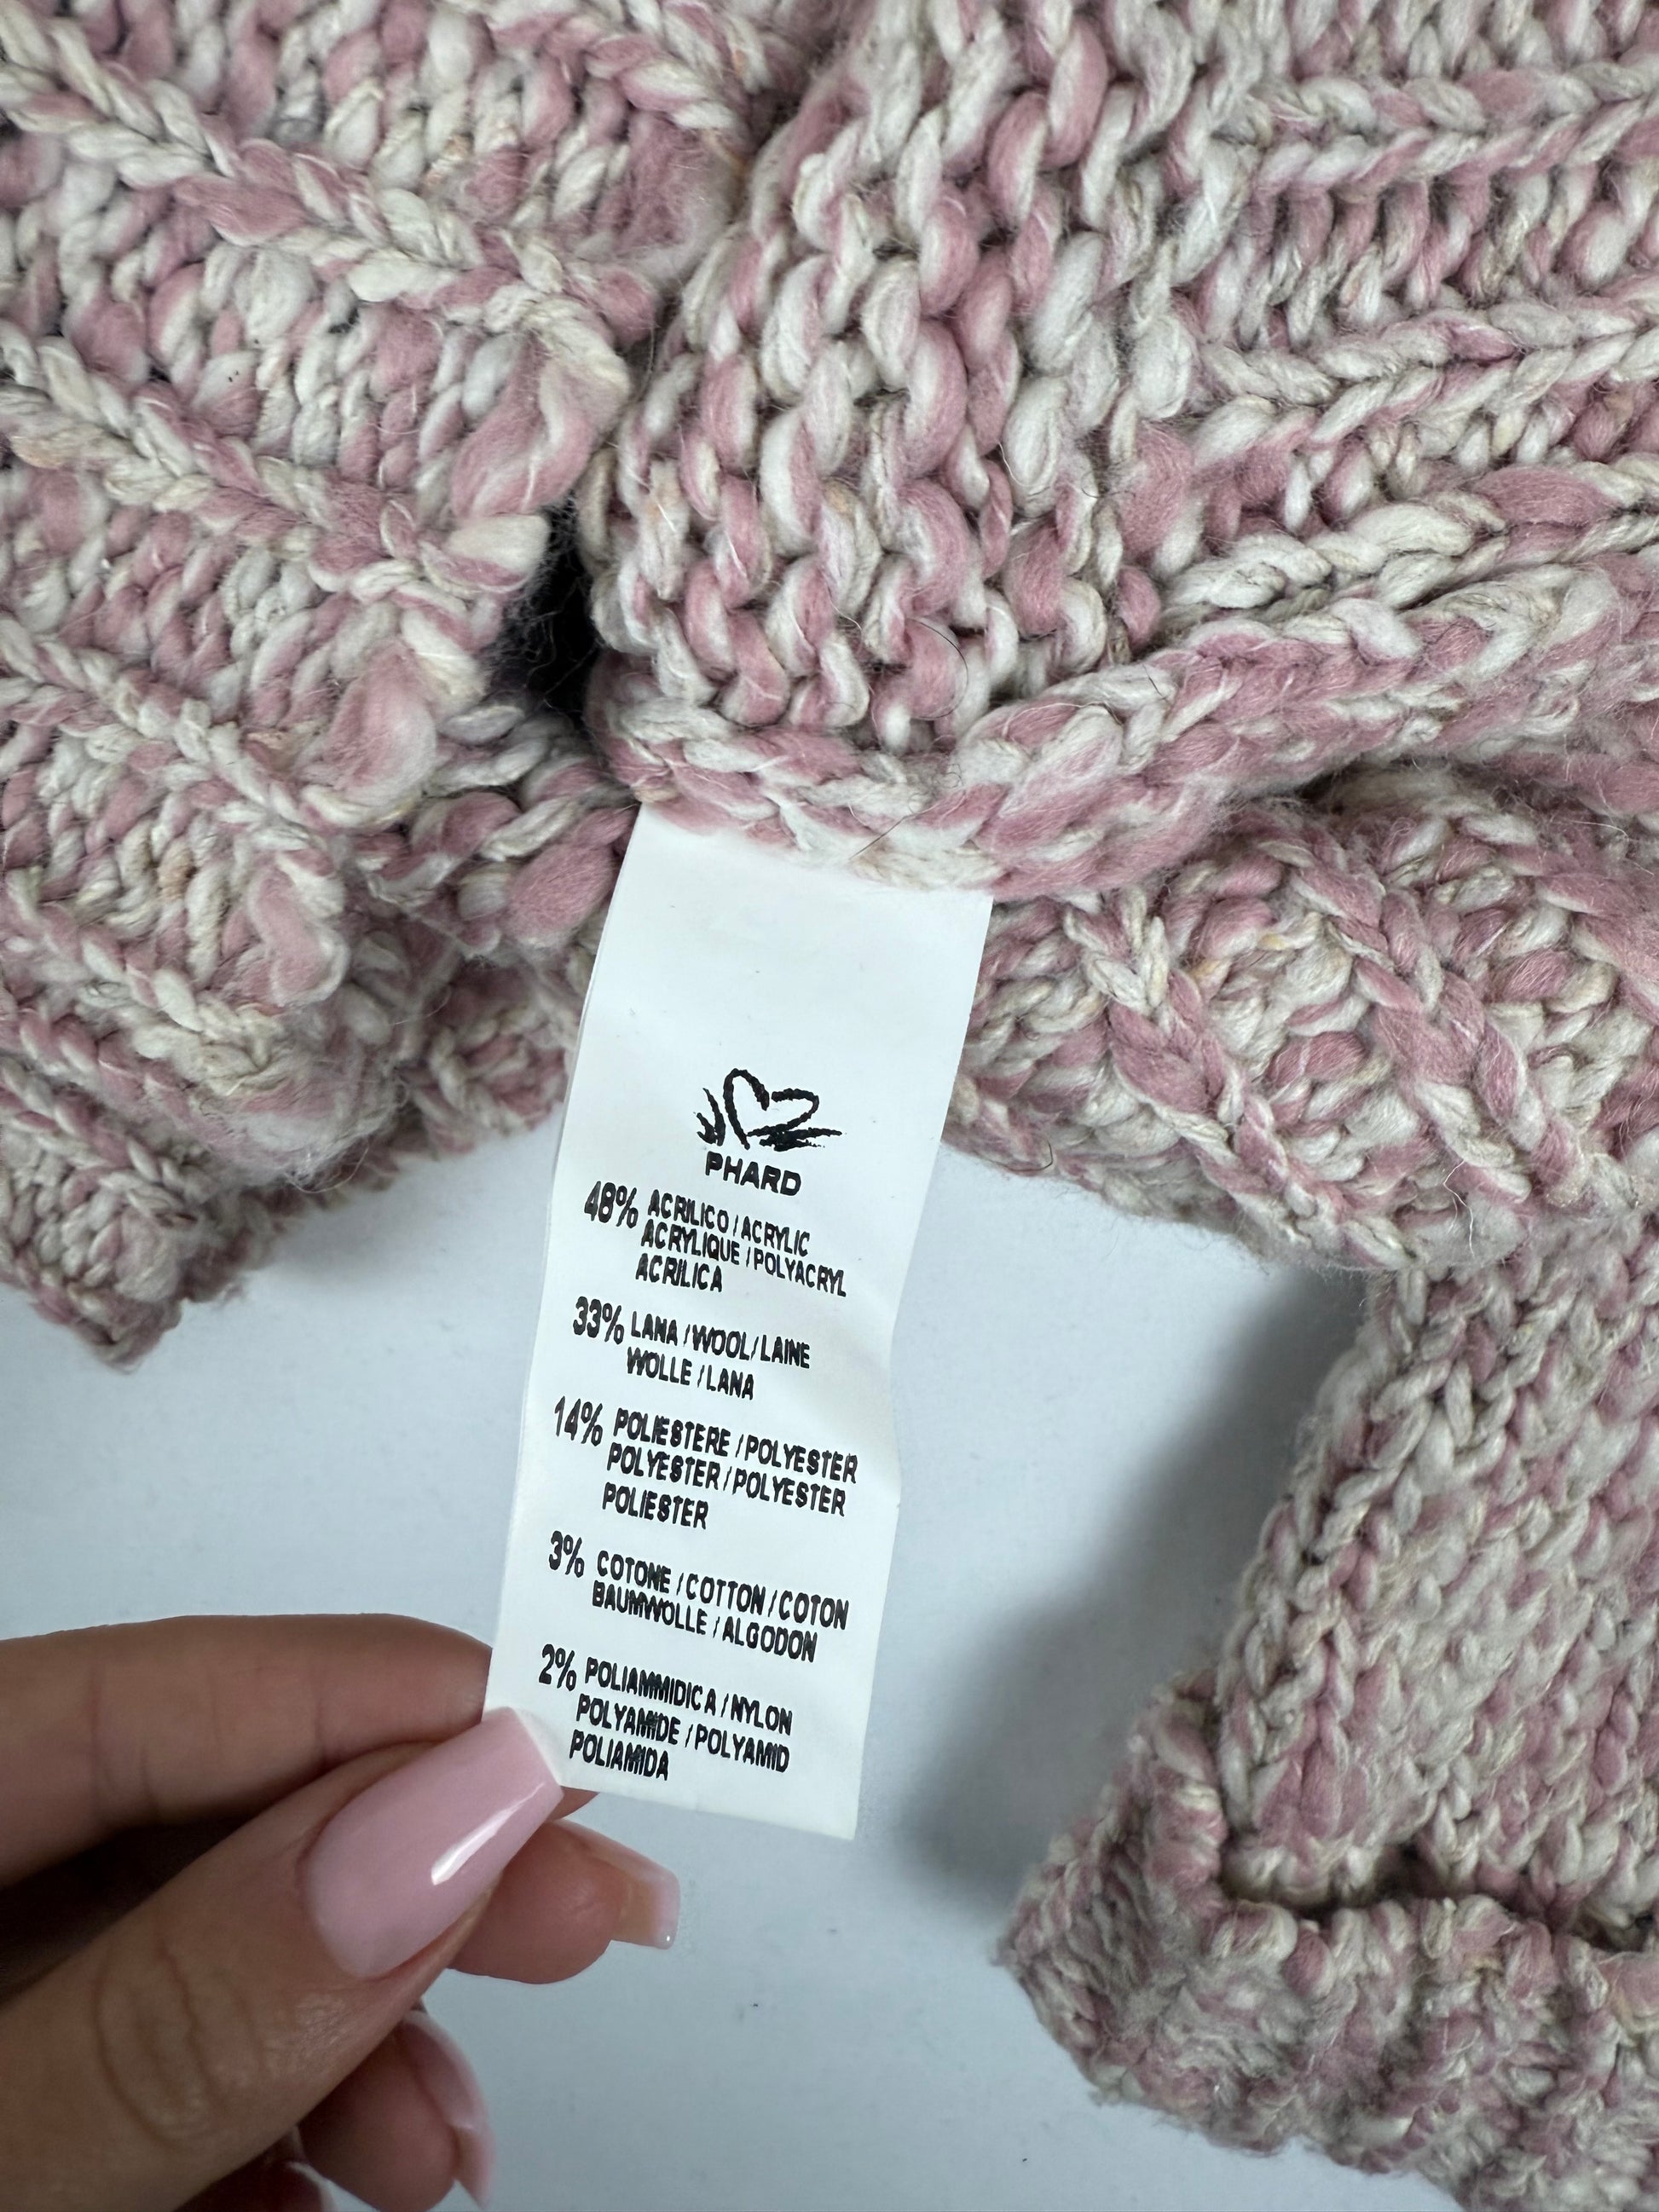 PHARD
48% ACRILICO / ACRYLIC
ACRYLIQUE / POLYACRYL
ACRILICA
33% LANA / WOOL / LAINE
WOLLE / LANA
14% POLIESTERE / POLYESTER
POLYESTER / POLYESTER
POLIESTER
3% COTONE / COTTON / COTON
BAUMWOLLE / ALGODON
2% POLIAMMIDICA / NYLON
POLYAMIDE / POLYAMID
POLIAMIDA